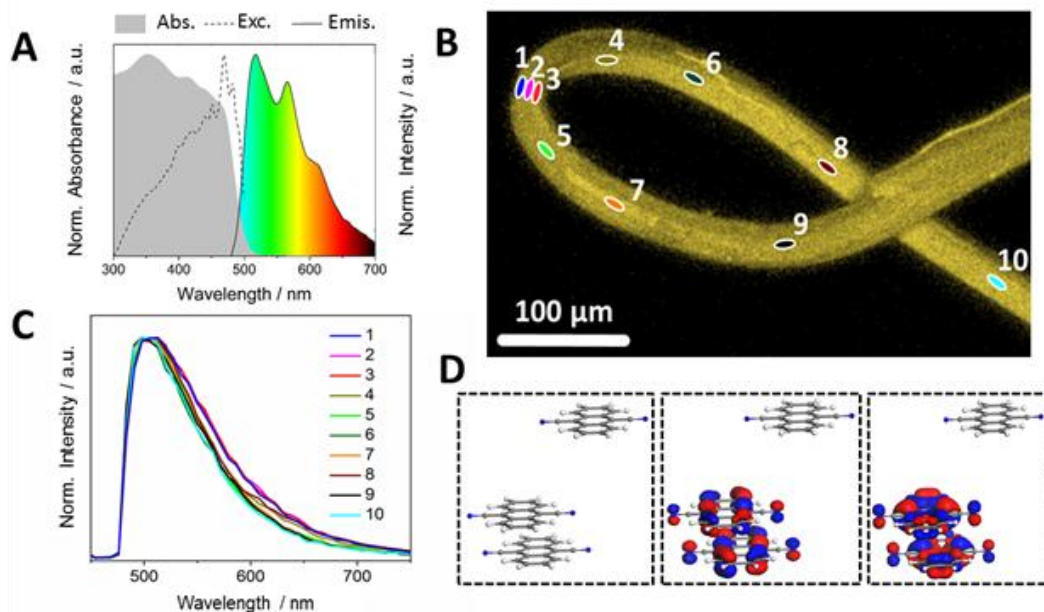 Abs. Exc. Emis.
A
Norm. Absorbance / a.u.
Norm. Intensity / a.u.
300 400 500 600 700
Wavelength / nm
B
1
2
3
4
5
6
7
8
9
10
100 μm
C
Norm. Intensity / a.u.
1
2
3
4
5
6
7
8
9
10
500 600 700
Wavelength / nm
D